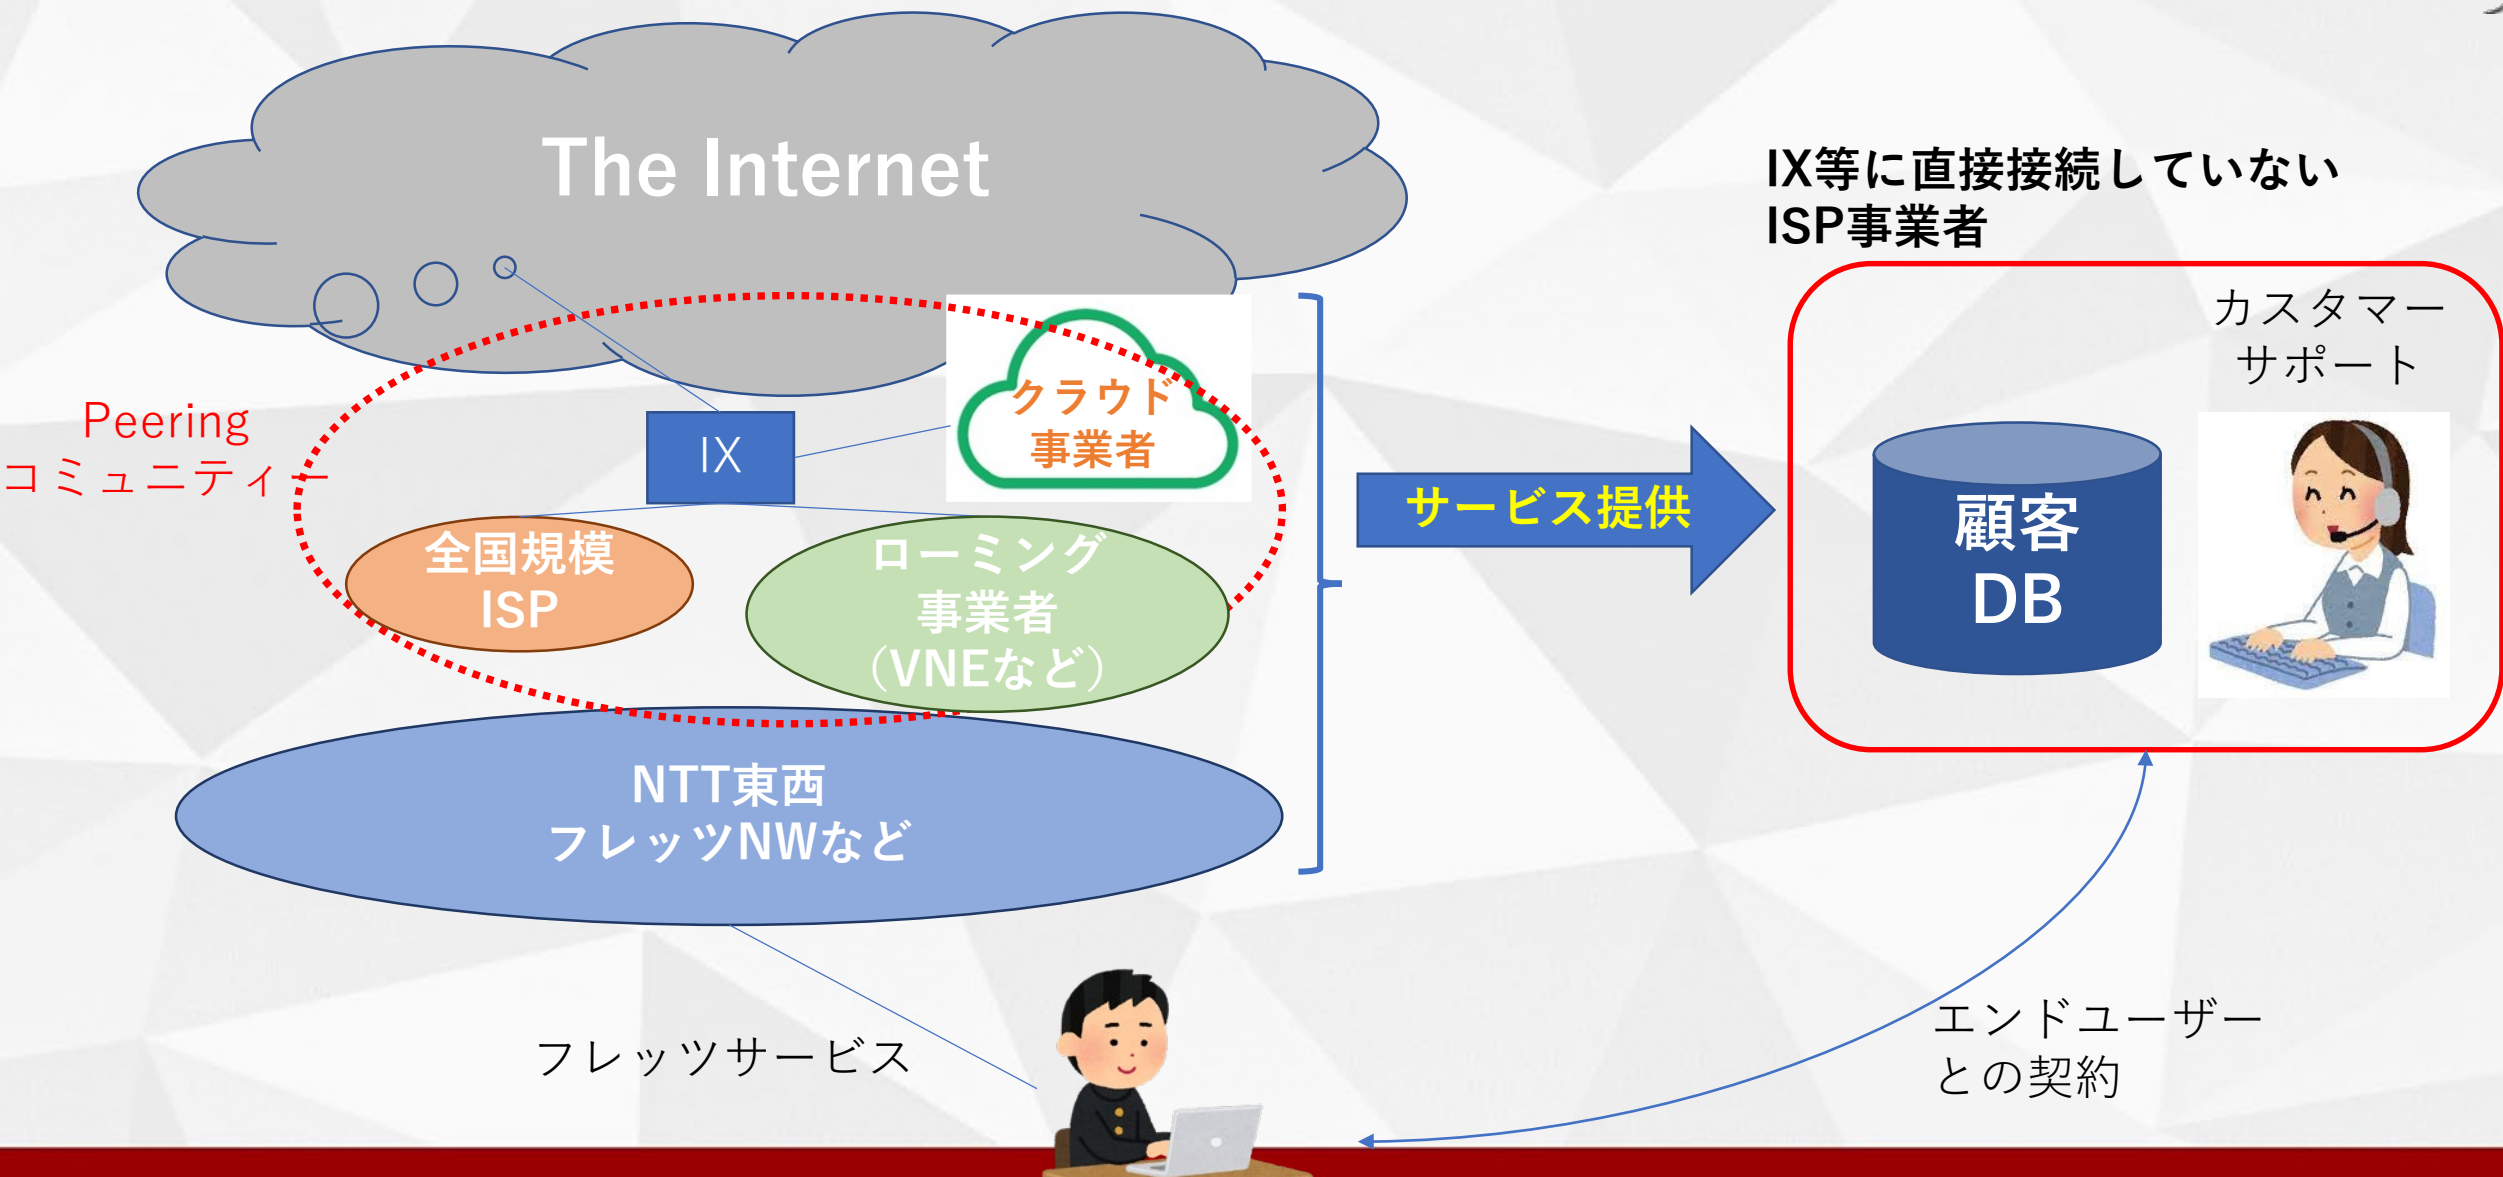 The Internet
IX等に直接接続していない
ISP事業者
カスタマー
サポート
クラウド
事業者
Peering
コミュニティー
IX
サービス提供
顧客
DB
全国規模
ISP
ローミング
事業者
（VNEなど）
NTT東西
フレッツNWなど
フレッツサービス
エンドユーザー
との契約